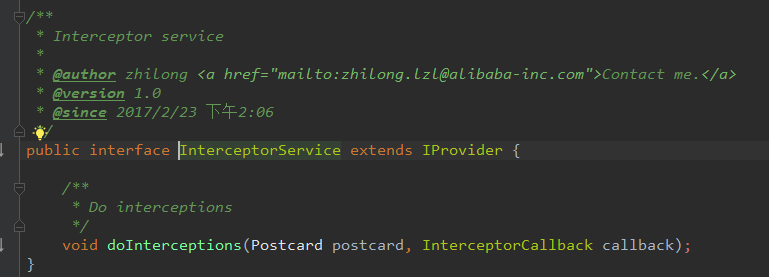 /**
* Interceptor service
*
* @author zhilong <a href="mailto:zhilong.lzl@alibaba-inc.com">Contact me.</a>
* @version 1.0
* @since 2017/2/23 下午2:06
/
public interface InterceptorService extends IProvider {
/**
* Do interceptions
*/
void doInterceptions(Postcard postcard, InterceptorCallback callback);
}